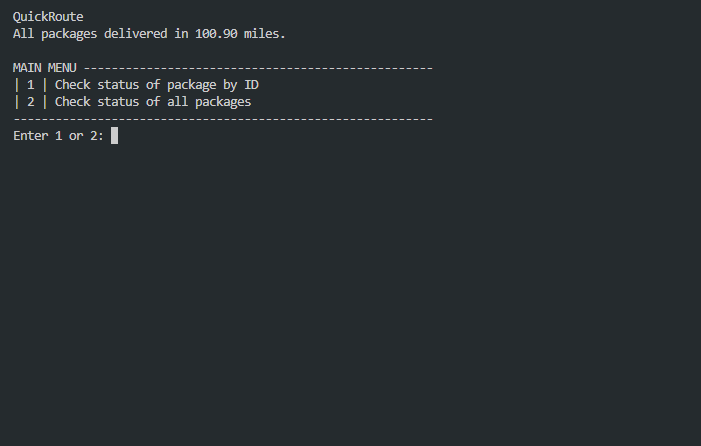 QuickRoute
All packages delivered in 100.90 miles.
MAIN MENU --------------------------------------------------
| 1 | Check status of package by ID
| 2 | Check status of all packages
------------------------------------------------------------
Enter 1 or 2: